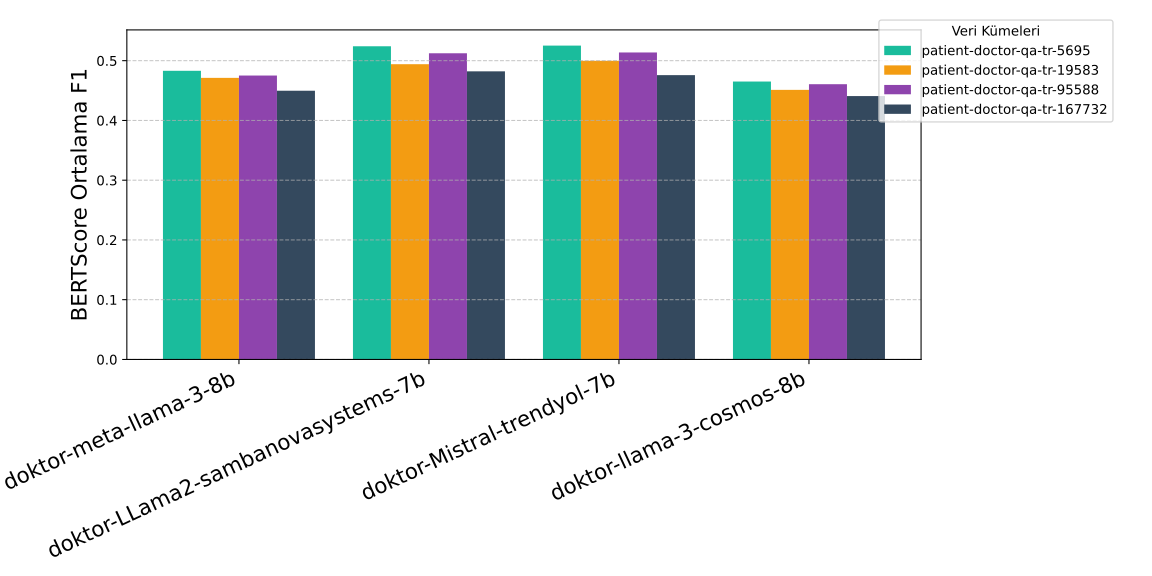 Veri Kümeleri
patient-doctor-qa-tr-5695
patient-doctor-qa-tr-19583
patient-doctor-qa-tr-95588
patient-doctor-qa-tr-167732
BERTScore Ortalama F1
0.5
0.4
0.3
0.2
0.1
0.0
doktor-meta-llama-3-8b
doktor-LLama2-sambanovasystems-7b
doktor-Mistral-trendyol-7b
doktor-llama-3-cosmos-8b